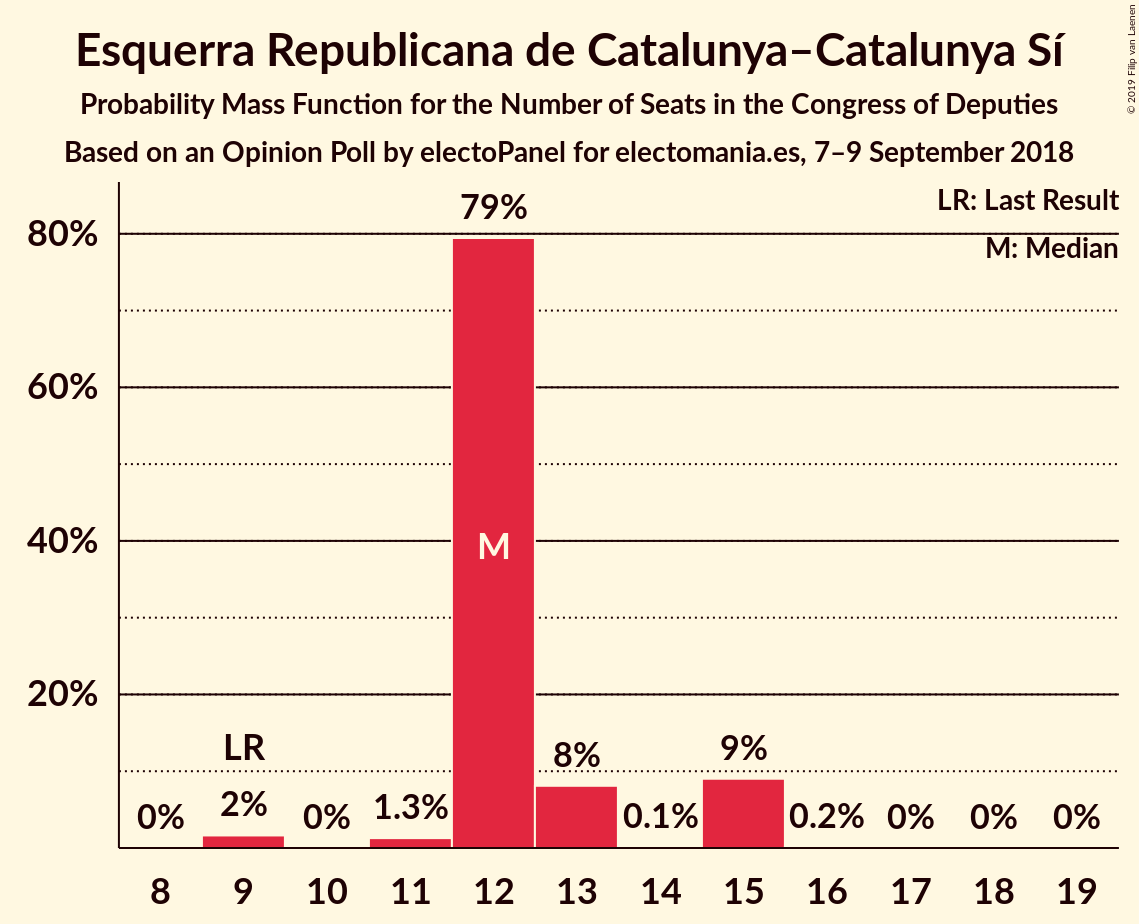 Esquerra Republicana de Catalunya–Catalunya Sí
Probability Mass Function for the Number of Seats in the Congress of Deputies
Based on an Opinion Poll by electoPanel for electomania.es, 7–9 September 2018
© 2019 Filip van Laenen
LR: Last Result
M: Median
80%
60%
40%
20%
79%
M
LR
0%
2%
0%
1.3%
8%
0.1%
9%
0.2%
0%
0%
0%
8 9 10 11 12 13 14 15 16 17 18 19